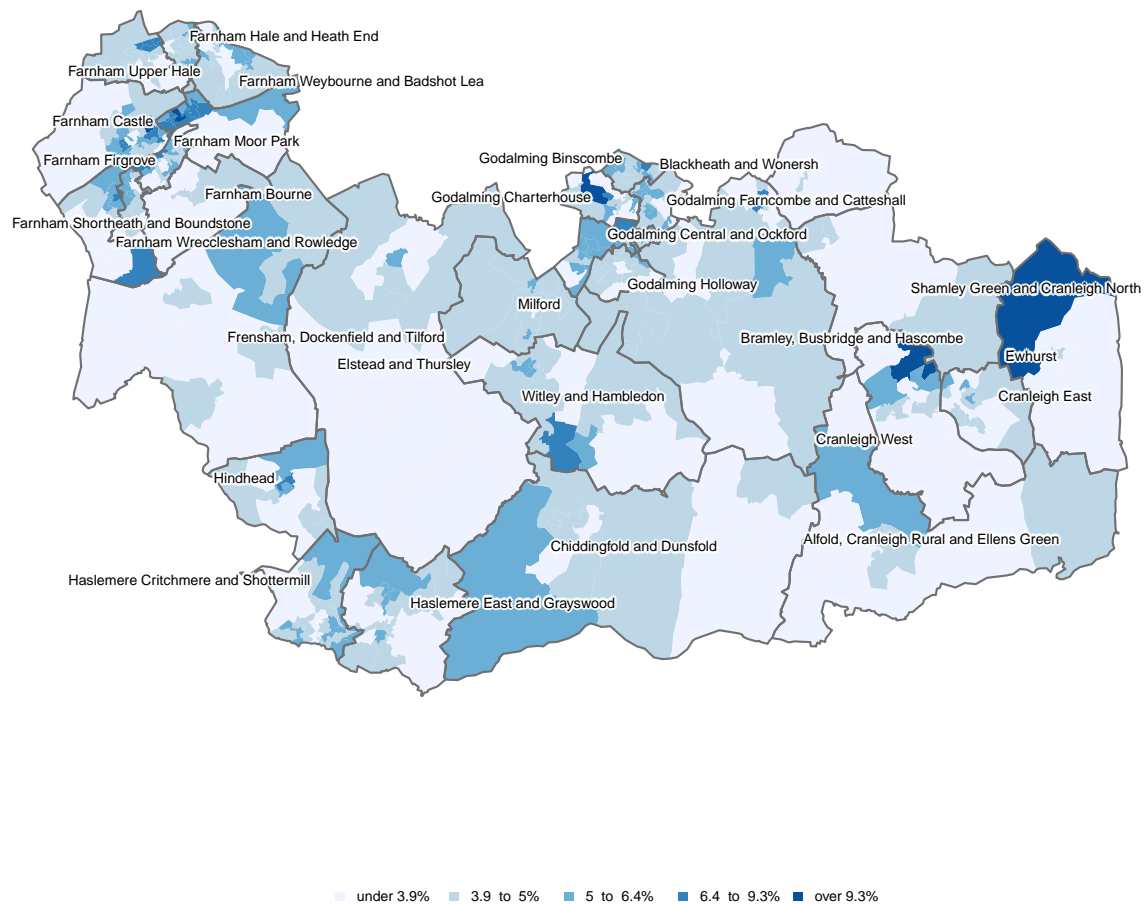 Farnham Hale and Heath End
Farnham Upper Hale
Farnham Weybourne and Badshot Lea
Farnham Castle
Farnham Moor Park
Farnham Firgrove
Godalming Binscombe
Blackheath and Wonersh
Farnham Bourne
Godalming Charterhouse
Godalming Farncombe and Catteshall
Farnham Shortheath and Boundstone
Farnham Wrecclesham and Rowledge
Godalming Central and Ockford
Godalming Holloway
Shamley Green and Cranleigh North
Milford
Frensham, Dockenfield and Tilford
Bramley, Busbridge and Hascombe
Ewhurst
Elstead and Thursley
Witley and Hambledon
Cranleigh East
Cranleigh West
Hindhead
Alfold, Cranleigh Rural and Ellens Green
Chiddingfold and Dunsfold
Haslemere Critchmere and Shottermill
Haslemere East and Grayswood
under 3.9% 3.9 to 5% 5 to 6.4% 6.4 to 9.3% over 9.3%